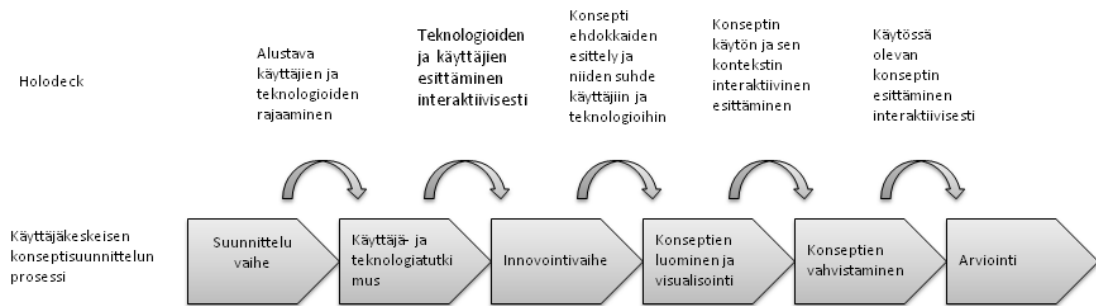 Holodeck
Alustava
käyttäjien ja
teknologioiden
rajaaminen
Teknologioiden
ja käyttäjien
esittäminen
interaktiivisesti
Konsepti
ehdokkaiden
esittely ja
niiden suhde
käyttäjiin ja
teknologioihin
Konseptin
käytön ja sen
kontekstin
interaktiivinen
esittäminen
Käytössä
olevan
konseptin
esittäminen
interaktiivisesti
Käyttäjäkeskeisen
konseptisuunnittelun
prosessi
Suunnittelu
vaihe
Käyttäjä- ja
teknologiatutki
mus
Innovointivaihe
Konseptien
luominen ja
visualisointi
Konseptien
vahvistaminen
Arviointi